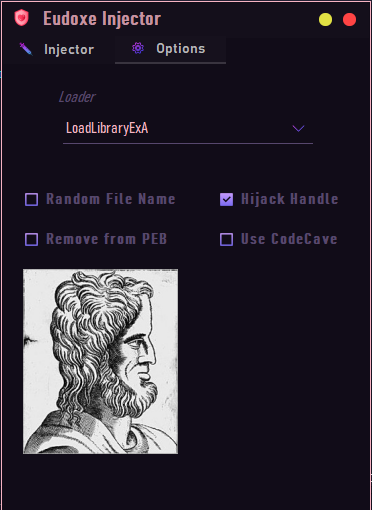 Eudoxe Injector
Injector
Options
Loader
LoadLibraryExA
Random File Name
Hijack Handle
Remove from PEB
Use CodeCave